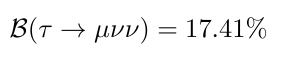 ℬ(τ → μνν) = 17.41%